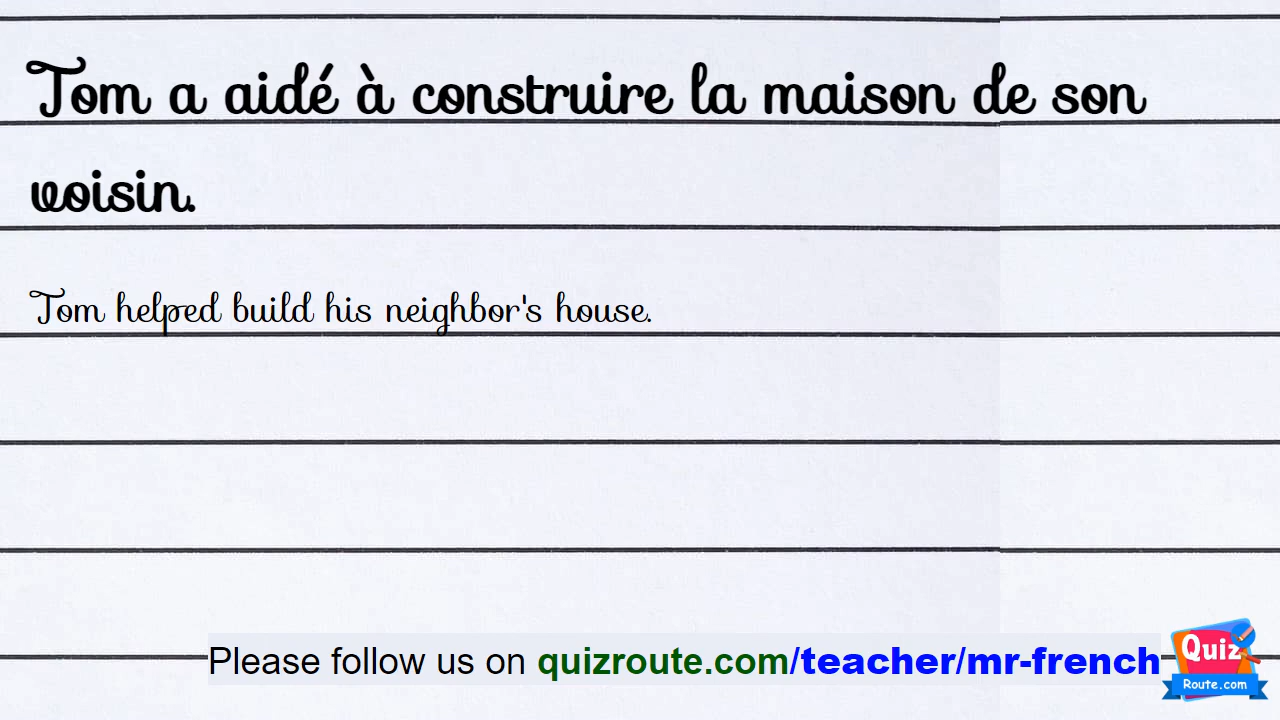 Tom a aidé à construire la maison de son
voisin.
Tom helped build his neighbor's house.
Please follow us on quizroute.com/teacher/mr-french
Quiz
Route.com